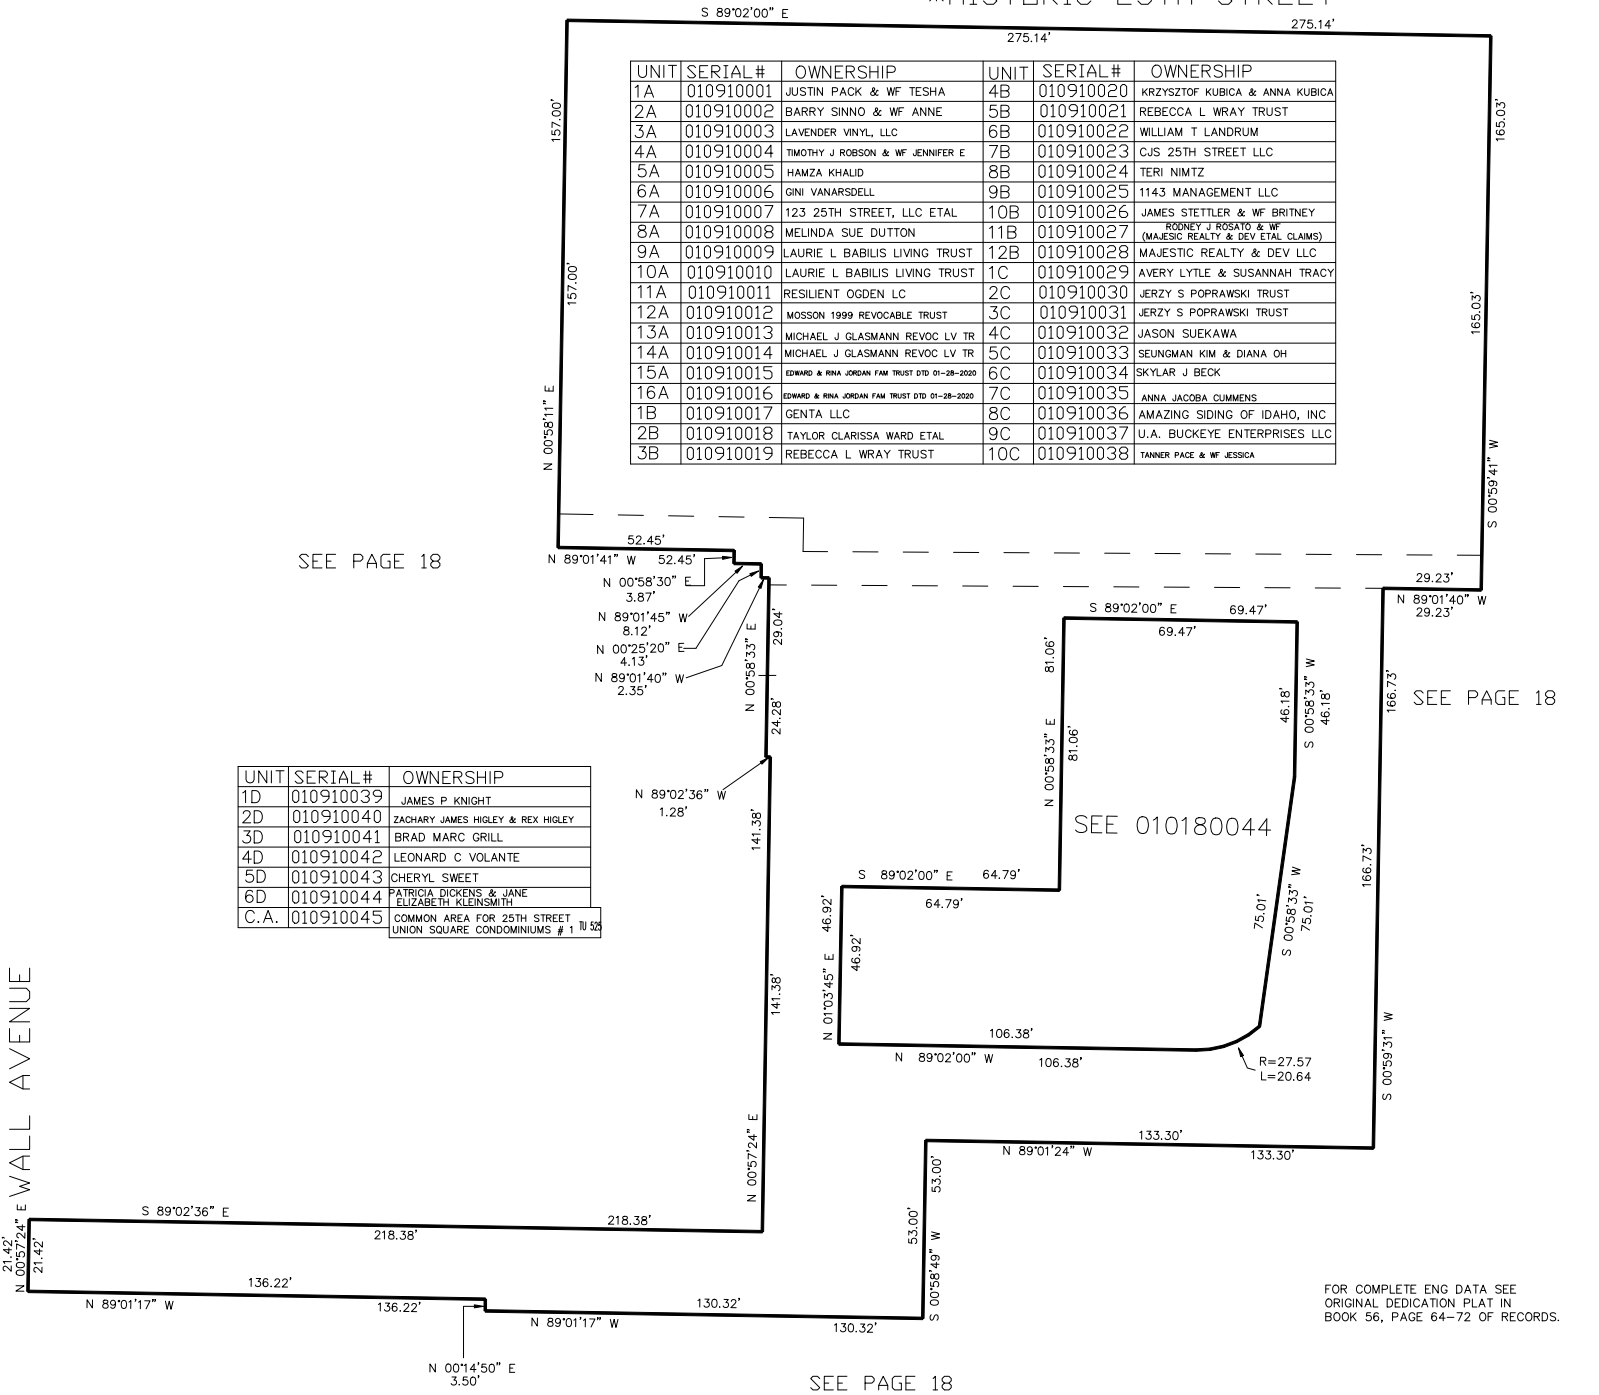 *HISTORIC 25TH STREET
S 89°02'00" E
275.14'
275.14'
157.00'
157.00'
N 00°58'11" E
165.03'
165.03'
S 00°59'41" W
UNIT SERIAL# OWNERSHIP UNIT SERIAL# OWNERSHIP
1A 010910001 JUSTIN PACK & WF TESHA 4B 010910020 KRZYSZTOF KUBICA & ANNA KUBICA
2A 010910002 BARRY SINNO & WF ANNE 5B 010910021 REBECCA L WRAY TRUST
3A 010910003 LAVENDER VINYL, LLC 6B 010910022 WILLIAM T LANDRUM
4A 010910004 TIMOTHY J ROBSON & WF JENNIFER E 7B 010910023 CJS 25TH STREET LLC
5A 010910005 HAMZA KHALID 8B 010910024 TERI NIMTZ
6A 010910006 GINI VANARSDELL 9B 010910025 1143 MANAGEMENT LLC
7A 010910007 123 25TH STREET, LLC ETAL 10B 010910026 JAMES STETTLER & WF BRITNEY
8A 010910008 MELINDA SUE DUTTON 11B 010910027 RODNEY J ROSATO & WF
(MAJESIC REALTY & DEV ETAL CLAIMS)
9A 010910009 LAURIE L BABILIS LIVING TRUST 12B 010910028 MAJESTIC REALTY & DEV LLC
10A 010910010 LAURIE L BABILIS LIVING TRUST 1C 010910029 AVERY LYTLE & SUSANNAH TRACY
11A 010910011 RESILIENT OGDEN LC 2C 010910030 JERZY S POPRAWSKI TRUST
12A 010910012 MOSSON 1999 REVOCABLE TRUST 3C 010910031 JERZY S POPRAWSKI TRUST
13A 010910013 MICHAEL J GLASMANN REVOC LV TR 4C 010910032 JASON SUEKAWA
14A 010910014 MICHAEL J GLASMANN REVOC LV TR 5C 010910033 SEUNGMAN KIM & DIANA OH
15A 010910015 EDWARD & RINA JORDAN FAM TRUST DTD 01-28-2020 6C 010910034 SKYLAR J BECK
16A 010910016 EDWARD & RINA JORDAN FAM TRUST DTD 01-28-2020 7C 010910035 ANNA JACOBA CUMMENS
1B 010910017 GENTA LLC 8C 010910036 AMAZING SIDING OF IDAHO, INC
2B 010910018 TAYLOR CLARISSA WARD ETAL 9C 010910037 U.A. BUCKEYE ENTERPRISES LLC
3B 010910019 REBECCA L WRAY TRUST 10C 010910038 TANNER PACE & WF JESSICA
SEE PAGE 18
52.45'
N 89°01'41" W 52.45'
N 00°58'30" E
3.87'
N 89°01'45" W
8.12'
N 00°25'20" E
4.13'
N 89°01'40" W
2.35'
29.04'
N 00°58'33" E
24.28'
N 89°02'36" W
1.28'
29.23'
N 89°01'40" W
29.23'
S 89°02'00" E 69.47'
69.47'
81.06'
81.06'
N 00°58'33" E
46.18'
S 00°58'33" W
46.18'
166.73'
SEE PAGE 18
SEE 010180044
166.73'
S 00°59'31" W
S 89°02'00" E 64.79'
64.79'
46.92'
46.92'
N 01°03'45" E
75.01'
S 00°58'33" W
75.01'
106.38'
N 89°02'00" W 106.38'
R=27.57
L=20.64
141.38'
141.38'
N 00°57'24" E
UNIT SERIAL# OWNERSHIP
1D 010910039 JAMES P KNIGHT
2D 010910040 ZACHARY JAMES HIGLEY & REX HIGLEY
3D 010910041 BRAD MARC GRILL
4D 010910042 LEONARD C VOLANTE
5D 010910043 CHERYL SWEET
6D 010910044 PATRICIA DICKENS & JANE
ELIZABETH KLEINSMITH
C.A. 010910045 COMMON AREA FOR 25TH STREET
UNION SQUARE CONDOMINIUMS # 1 TU 525
WALL AVENUE
133.30'
N 89°01'24" W
133.30'
53.00'
53.00'
S 00°58'49" W
S 89°02'36" E
218.38'
218.38'
21.42'
N 00°57'24" E
21.42'
136.22'
N 89°01'17" W 136.22'
130.32'
N 89°01'17" W
130.32'
N 00°14'50" E
3.50'
FOR COMPLETE ENG DATA SEE
ORIGINAL DEDICATION PLAT IN
BOOK 56, PAGE 64-72 OF RECORDS.
SEE PAGE 18